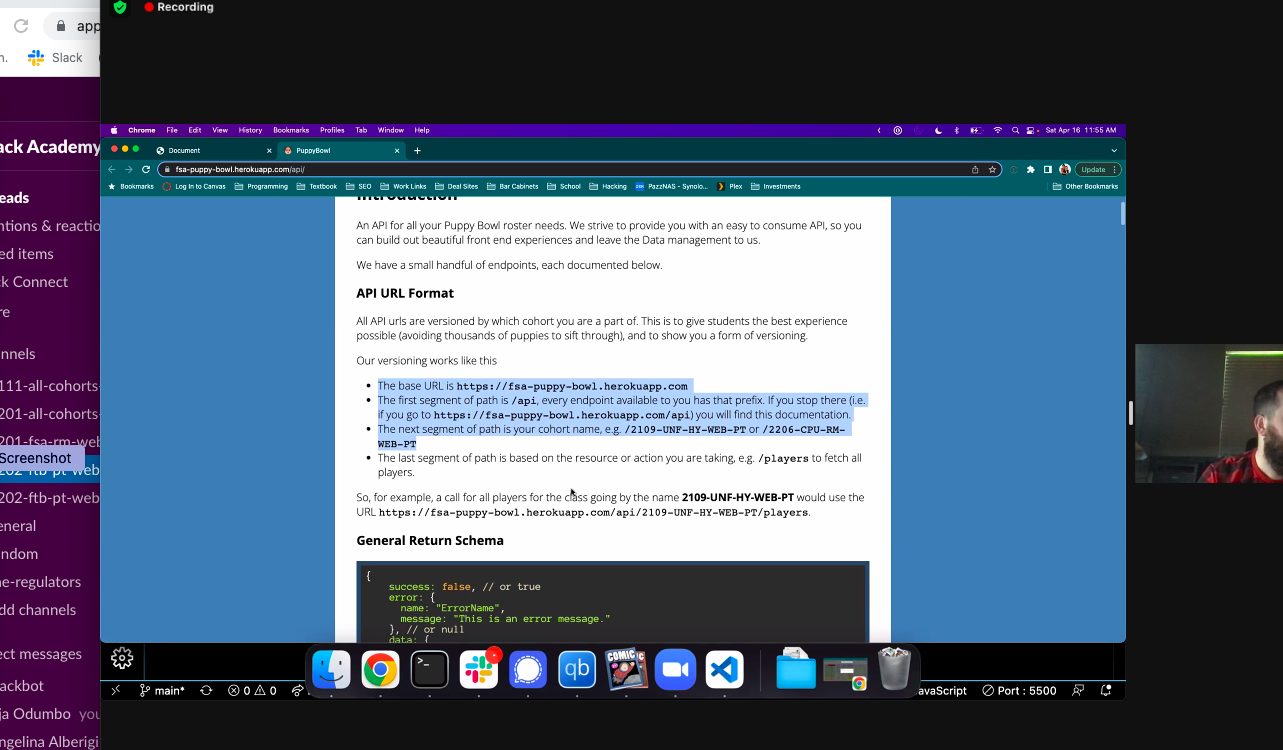 Recording
app
n.
Slack
Chrome File Edit View History Bookmarks Profiles Tab Window Help
Sat Apr 16 11:55 AM
Document
PuppyBowl
fsa-puppy-bowl.herokuapp.com/api/
Update
Bookmarks Log In to Canvas Programming Textbook SEO Work Links Deal Sites Bar Cabinets School Hacking PazzNAS - Synolo... Plex Investments Other Bookmarks
Introduction
An API for all your Puppy Bowl roster needs. We strive to provide you with an easy to consume API, so you
can build out beautiful front end experiences and leave the Data management to us.
We have a small handful of endpoints, each documented below.
API URL Format
All API urls are versioned by which cohort you are a part of. This is to give students the best experience
possible (avoiding thousands of puppies to sift through), and to show you a form of versioning.
Our versioning works like this
The base URL is https://fsa-puppy-bowl.herokuapp.com
The first segment of path is /api, every endpoint available to you has that prefix. If you stop there (i.e.
if you go to https://fsa-puppy-bowl.herokuapp.com/api) you will find this documentation.
The next segment of path is your cohort name, e.g. /2109-UNF-HY-WEB-PT or /2206-CPU-RM-
WEB-PT
The last segment of path is based on the resource or action you are taking, e.g. /players to fetch all
players.
So, for example, a call for all players for the class going by the name 2109-UNF-HY-WEB-PT would use the
URL https://fsa-puppy-bowl.herokuapp.com/api/2109-UNF-HY-WEB-PT/players.
General Return Schema
{
success: false, // or true
error: {
name: "ErrorName",
message: "This is an error message."
}, // or null
data: {
ack Academy
eads
ntions & reactio
ed items
ck Connect
re
nnels
111-all-cohorts-
201-all-cohorts-
201-fsa-rm-web
Screenshot
202-ftb-pt-web
202-ftb-pt-web-
eneral
ndom
ne-regulators
dd channels
ect messages
ackbot
ja Odumbo you
ngelina Alberigi
qb
COMIC
main* 0 0
JavaScript Port : 5500